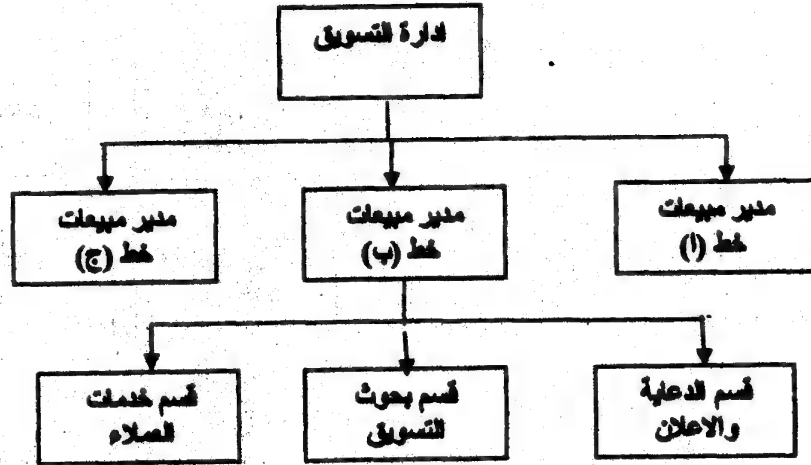 ادارة التسويق
مدير مبيعات
خط (أ)
مدير مبيعات
خط (ب)
مدير مبيعات
خط (ج)
قسم الدعاية
والاعلان
قسم بحوث
التسويق
قسم خدمات
العملاء